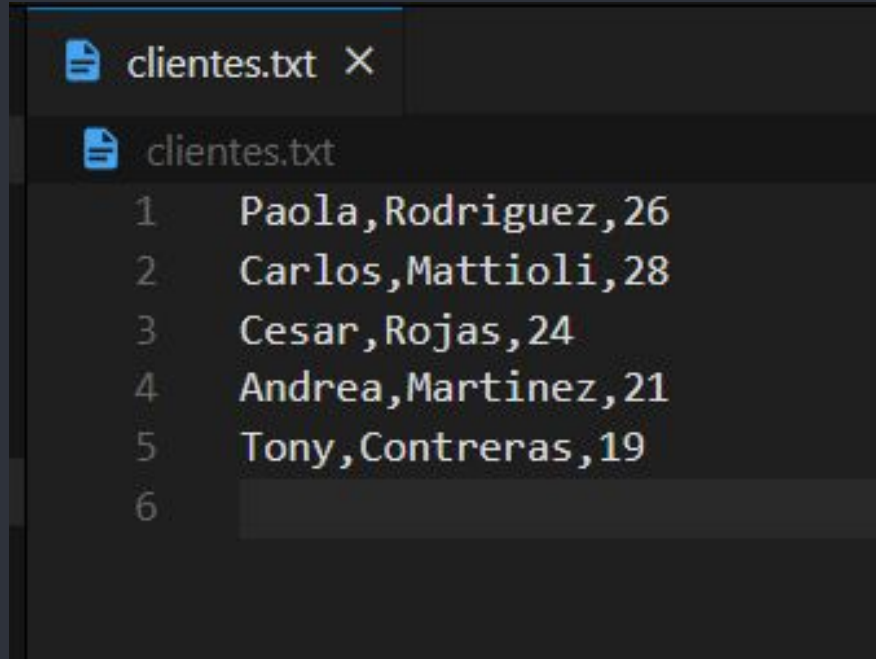 clientes.txt ×
clientes.txt
1 Paola,Rodriguez,26
2 Carlos,Mattioli,28
3 Cesar,Rojas,24
4 Andrea,Martinez,21
5 Tony,Contreras,19
6